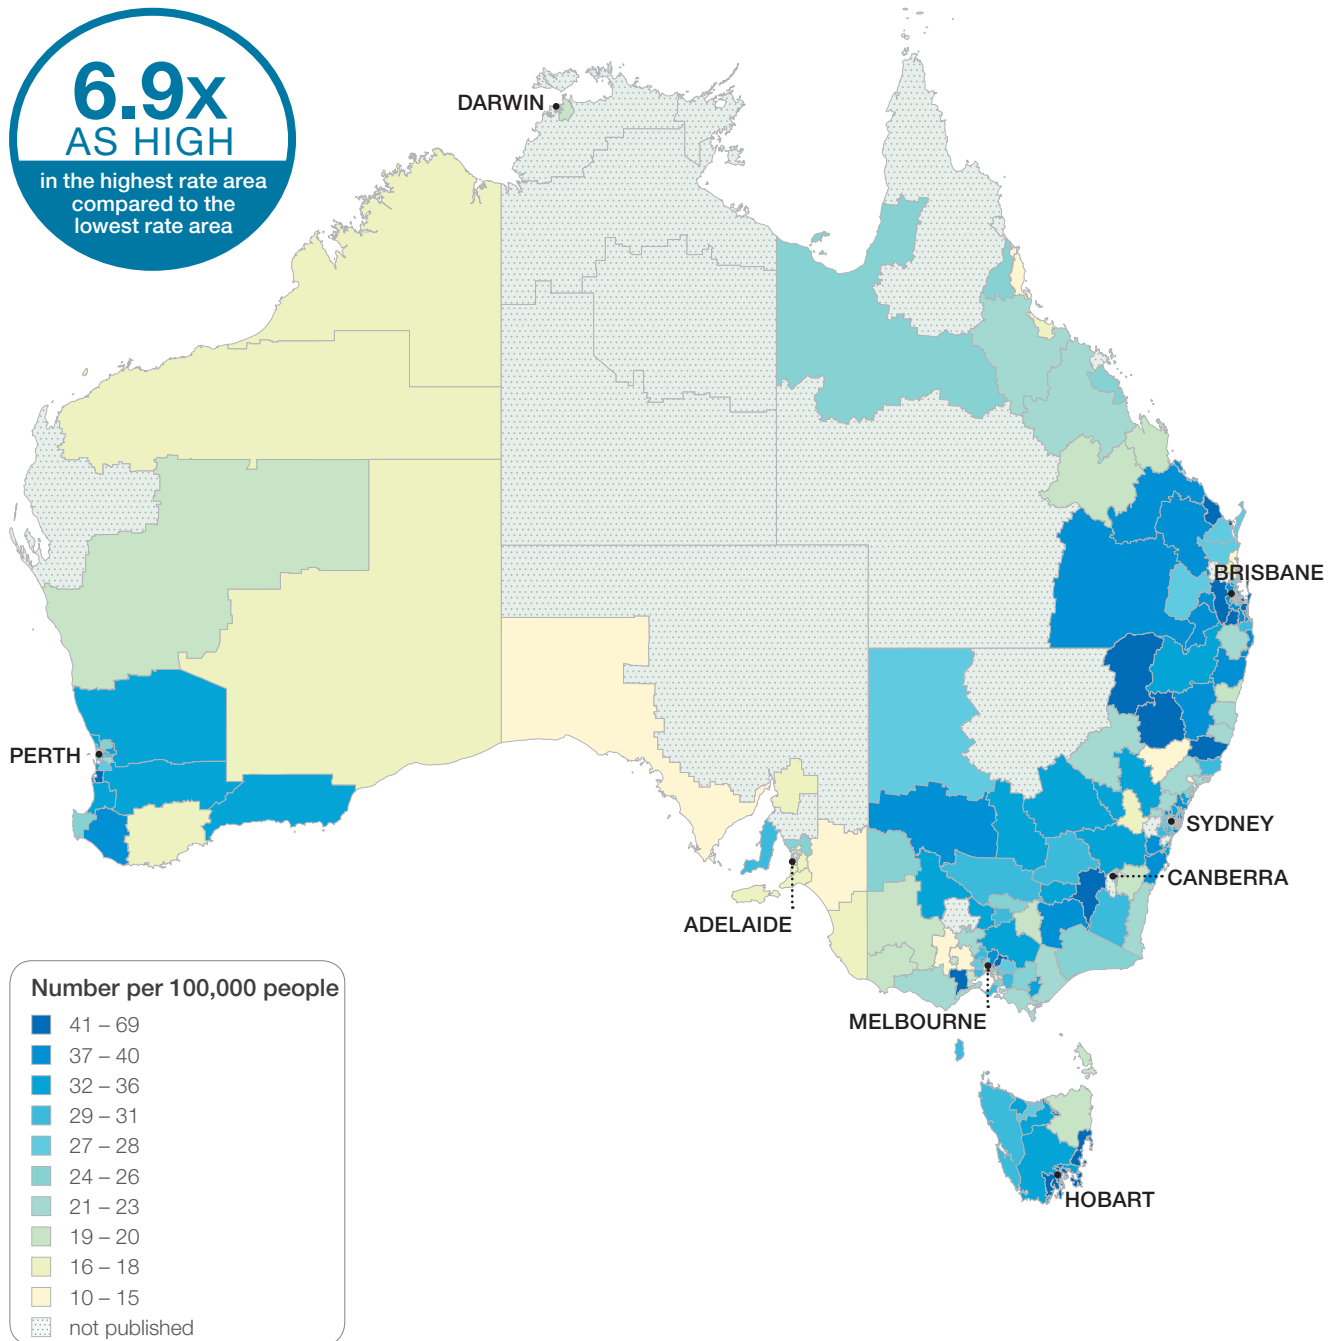 6.9x
AS HIGH
in the highest rate area
compared to the
lowest rate area
DARWIN
BRISBANE
PERTH
SYDNEY
CANBERRA
ADELAIDE
MELBOURNE
HOBART
Number per 100,000 people
41 – 69
37 – 40
32 – 36
29 – 31
27 – 28
24 – 26
21 – 23
19 – 20
16 – 18
10 – 15
not published